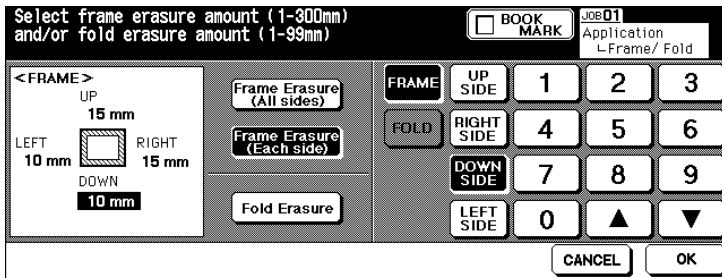 Select frame erasure amount (1-300mm)
and/or fold erasure amount (1-99mm)
BOOK
MARK
JOB01
Application
Frame/ Fold
<FRAME>
UP
15 mm
LEFT
10 mm
RIGHT
15 mm
DOWN
10 mm
Frame Erasure
(All sides)
Frame Erasure
(Each side)
Fold Erasure
FRAME
FOLD
UP
SIDE
RIGHT
SIDE
DOWN
SIDE
LEFT
SIDE
1 2 3
4 5 6
7 8 9
0 ▲ ▼
CANCEL
OK